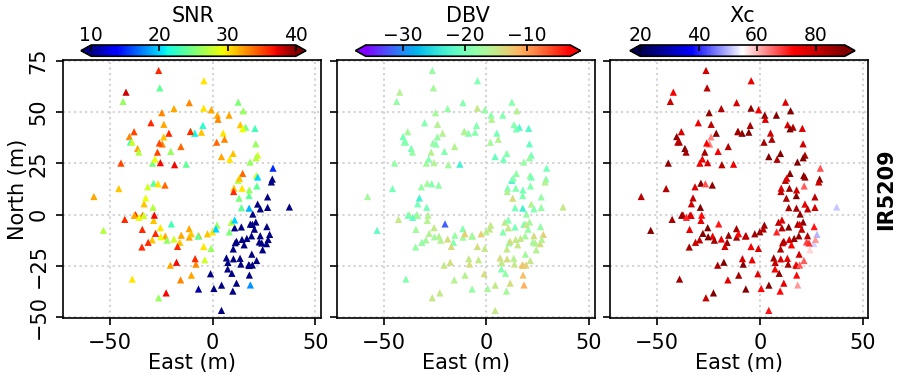 SNR DBV Xc
10 20 30 40 −30 −20 −10 20 40 60 80
75
50
25
0
−25
−50
North (m)
−50 0 50 −50 0 50 −50 0 50
East (m) East (m) East (m)
IR5209